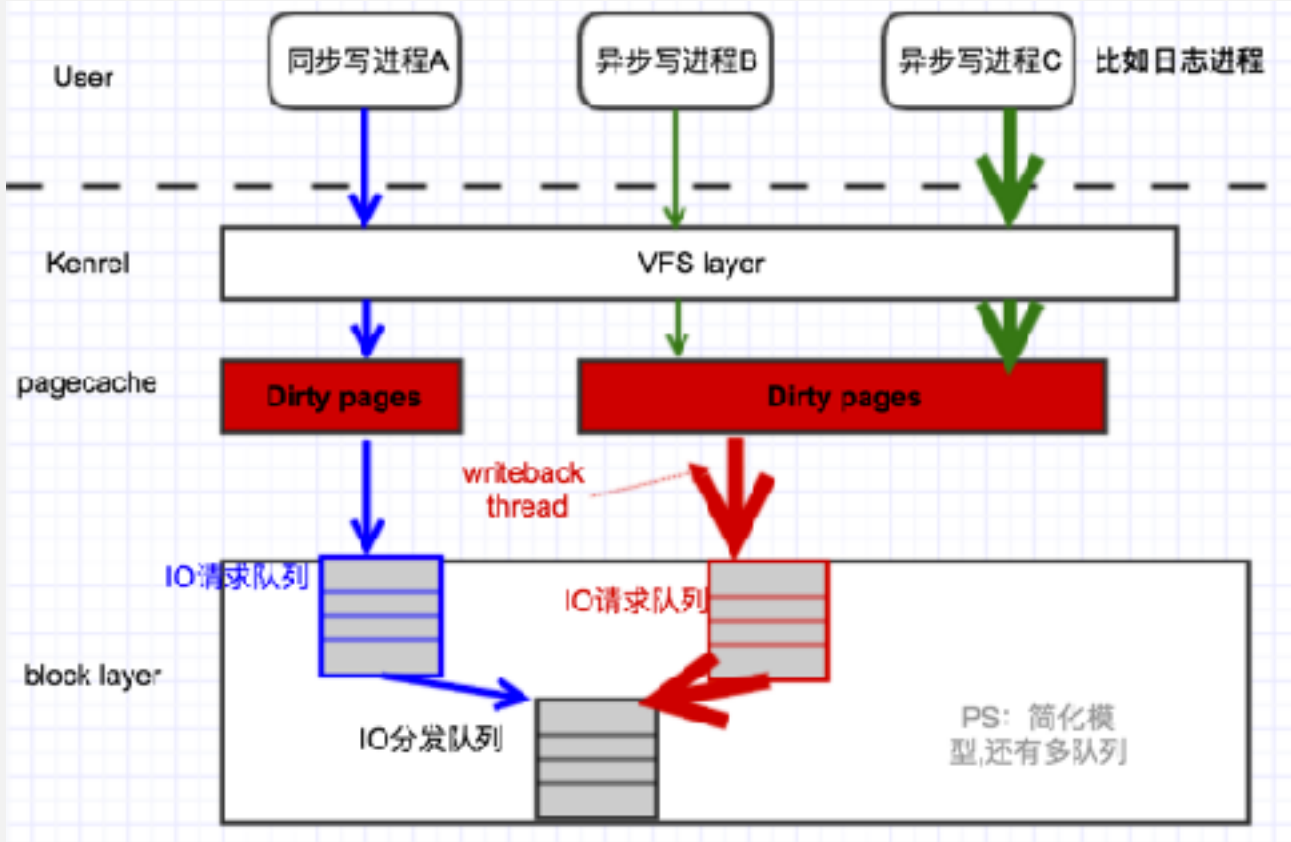 同步写进程A
异步写进程B
异步写进程C
比如日志进程
User
Kenrel
VFS layer
pagecache
Dirty pages
Dirty pages
writeback
thread
IO请求队列
IO请求队列
block layer
IO分发队列
PS：简化模
型,还有多队列